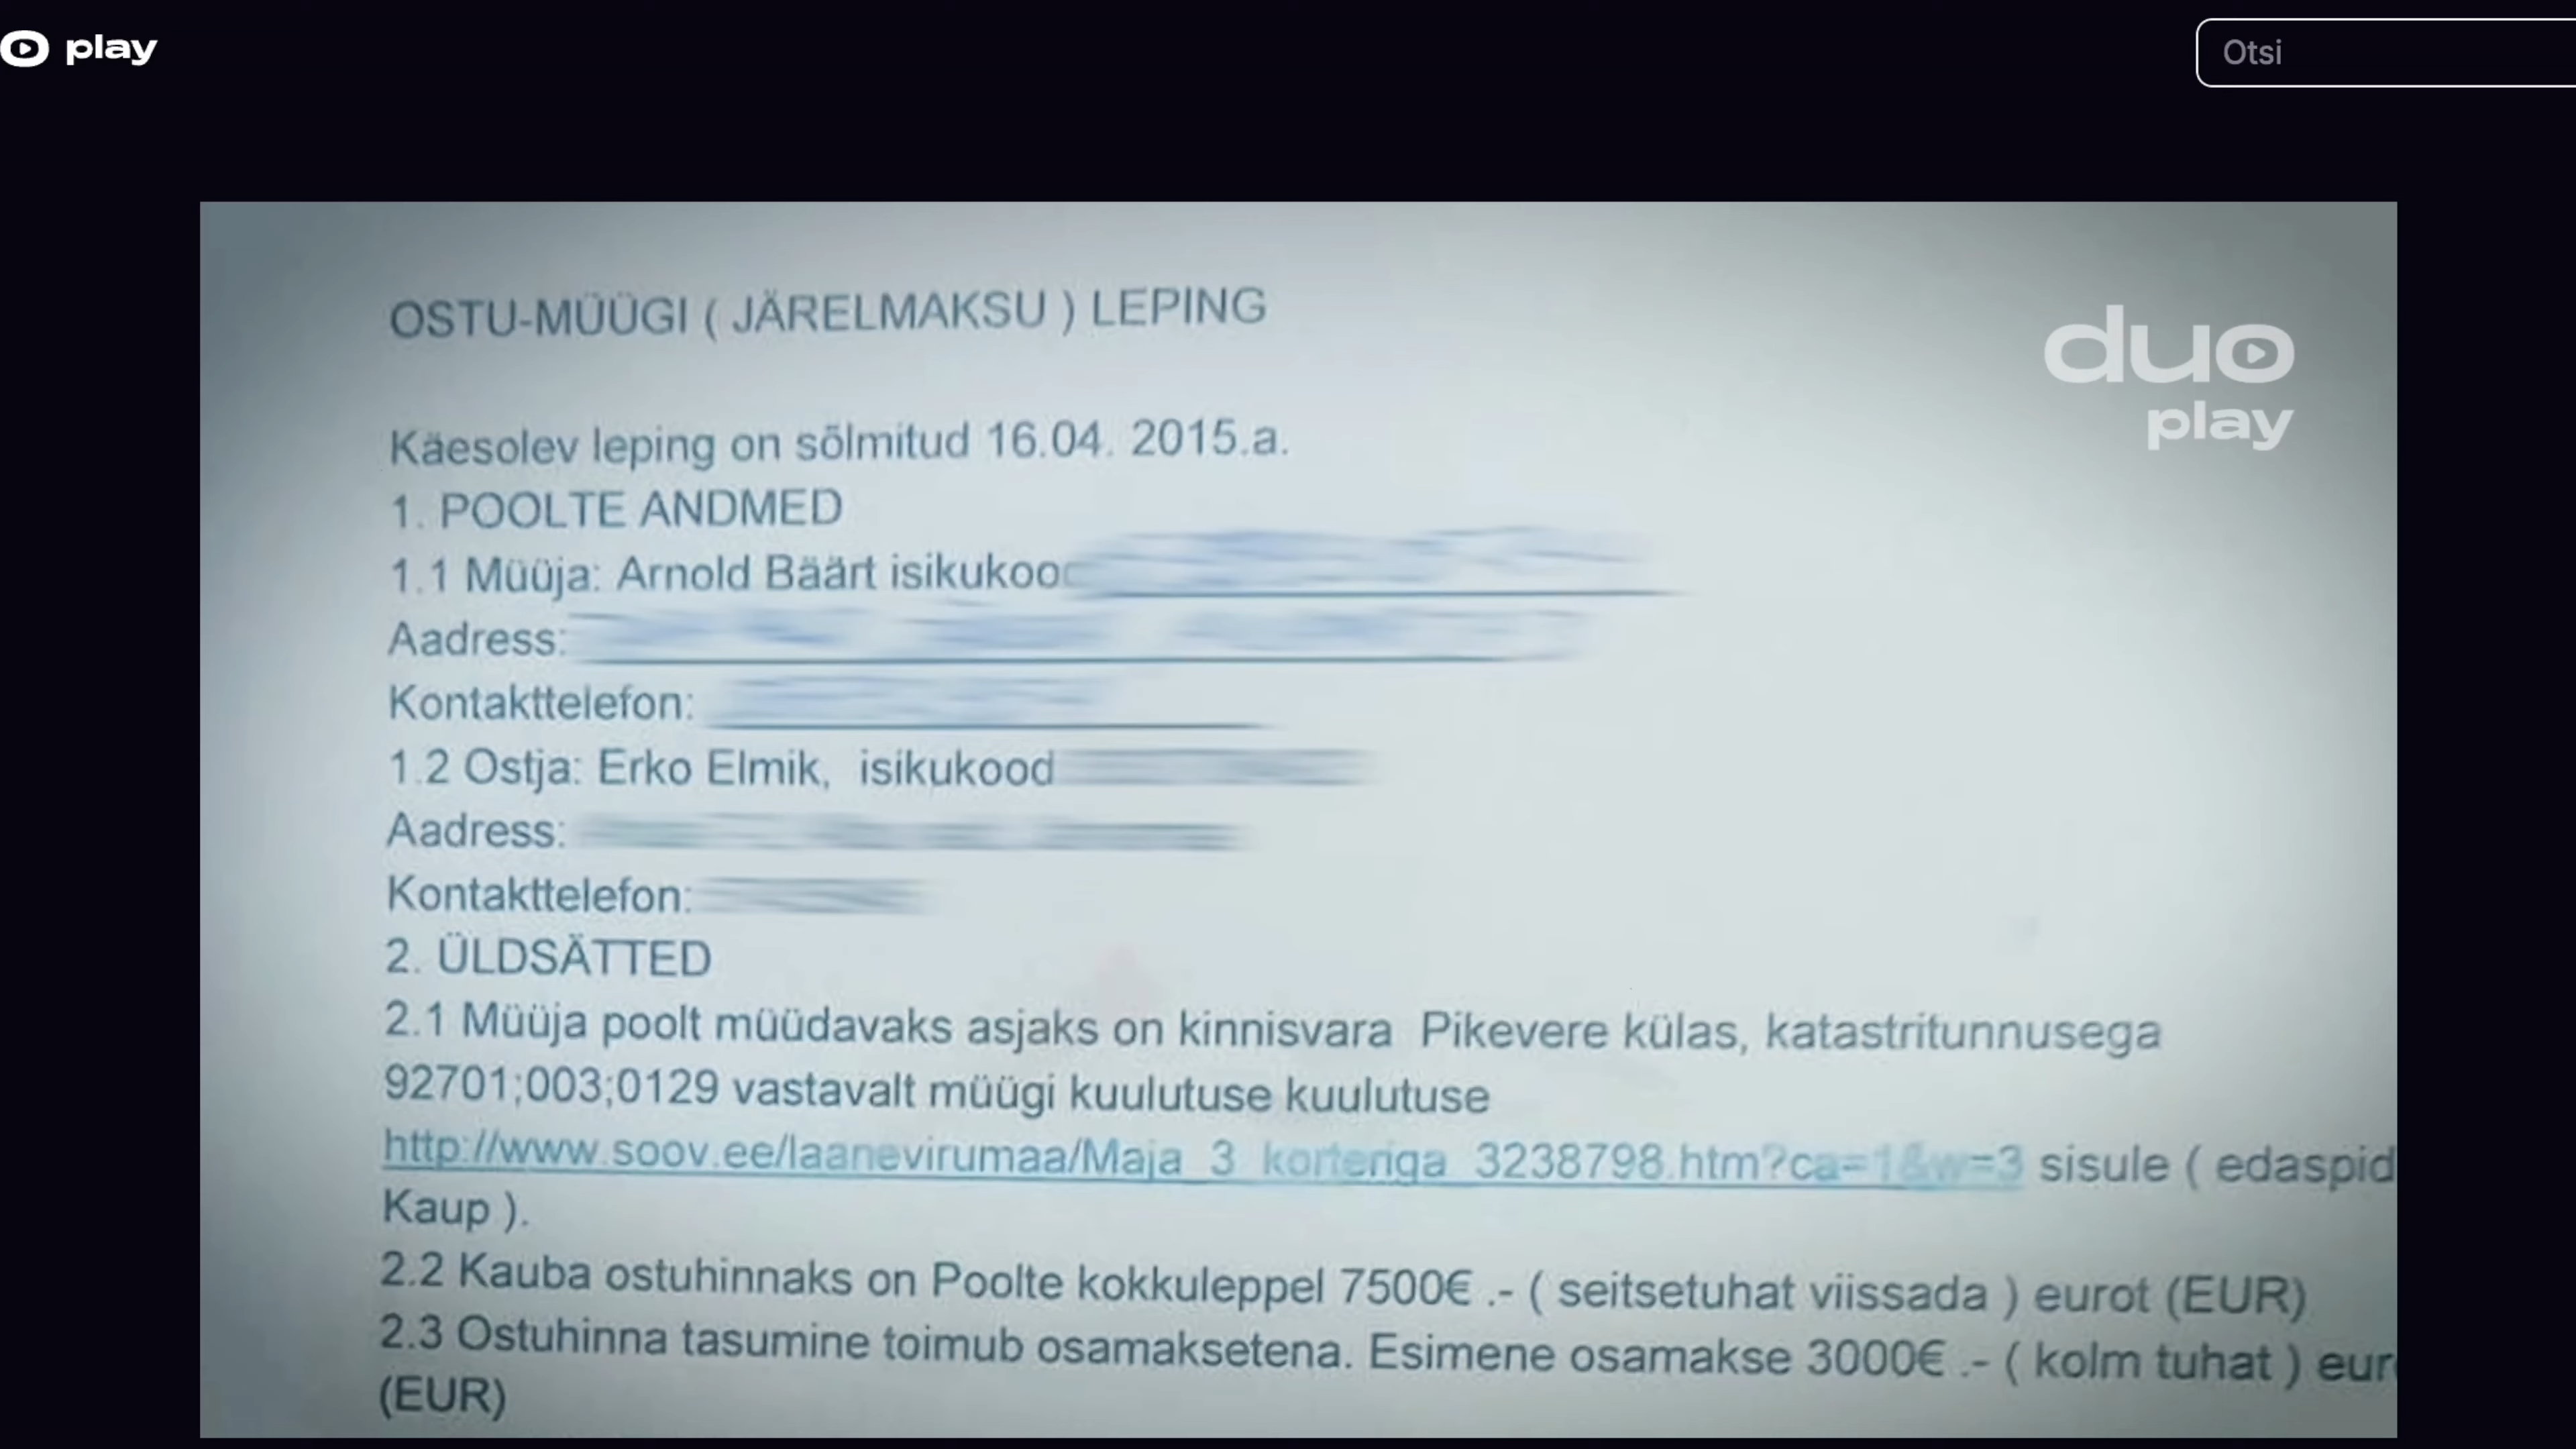 play
Otsi
duo
play
OSTU-MÜÜGI ( JÄRELMAKSU ) LEPING
Käesolev leping on sõlmitud 16.04. 2015.a.
1. POOLTE ANDMED
1.1 Müüja: Arnold Bäärt isikukood
Aadress:
Kontakttelefon:
1.2 Ostja: Erko Elmik, isikukood
Aadress:
Kontakttelefon:
2. ÜLDSÄTTED
2.1 Müüja poolt müüdavaks asjaks on kinnisvara Pikevere külas, katastritunnusega
92701;003;0129 vastavalt müügi kuulutuse kuulutuse
http://www.soov.ee/laanevirumaa/Maja_3_korteriga_3238798.htm?ca=1&w=3 sisule ( edaspid
Kaup ).
2.2 Kauba ostuhinnaks on Poolte kokkuleppel 7500€ .- ( seitsetuhat viissada ) eurot (EUR)
2.3 Ostuhinna tasumine toimub osamaksetena. Esimene osamakse 3000€ .- ( kolm tuhat ) eur
(EUR)